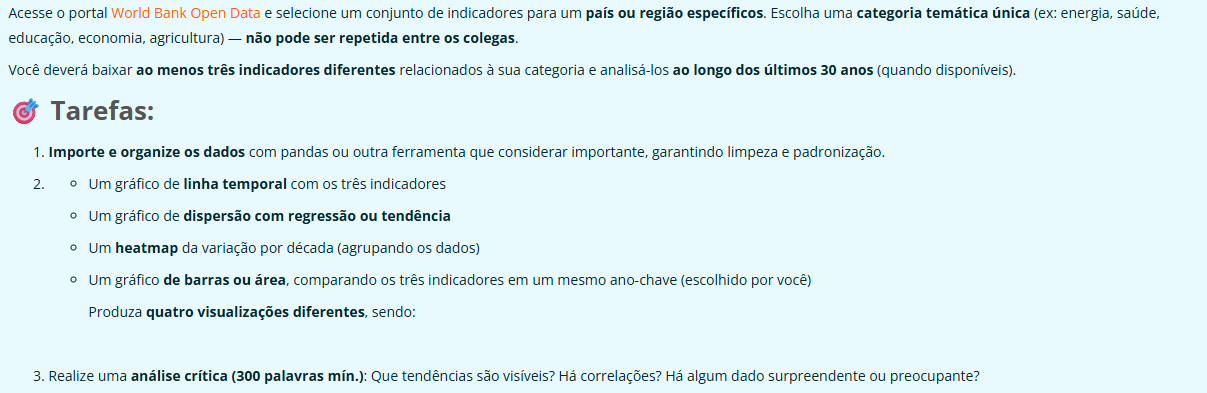 Acesse o portal World Bank Open Data e selecione um conjunto de indicadores para um país ou região específicos. Escolha uma categoria temática única (ex: energia, saúde,
educação, economia, agricultura) — não pode ser repetida entre os colegas.
Você deverá baixar ao menos três indicadores diferentes relacionados à sua categoria e analisá-los ao longo dos últimos 30 anos (quando disponíveis).
🎯 Tarefas:
1. Importe e organize os dados com pandas ou outra ferramenta que considerar importante, garantindo limpeza e padronização.
2. ◦ Um gráfico de linha temporal com os três indicadores
◦ Um gráfico de dispersão com regressão ou tendência
◦ Um heatmap da variação por década (agrupando os dados)
◦ Um gráfico de barras ou área, comparando os três indicadores em um mesmo ano-chave (escolhido por você)
Produza quatro visualizações diferentes, sendo:
3. Realize uma análise crítica (300 palavras mín.): Que tendências são visíveis? Há correlações? Há algum dado surpreendente ou preocupante?